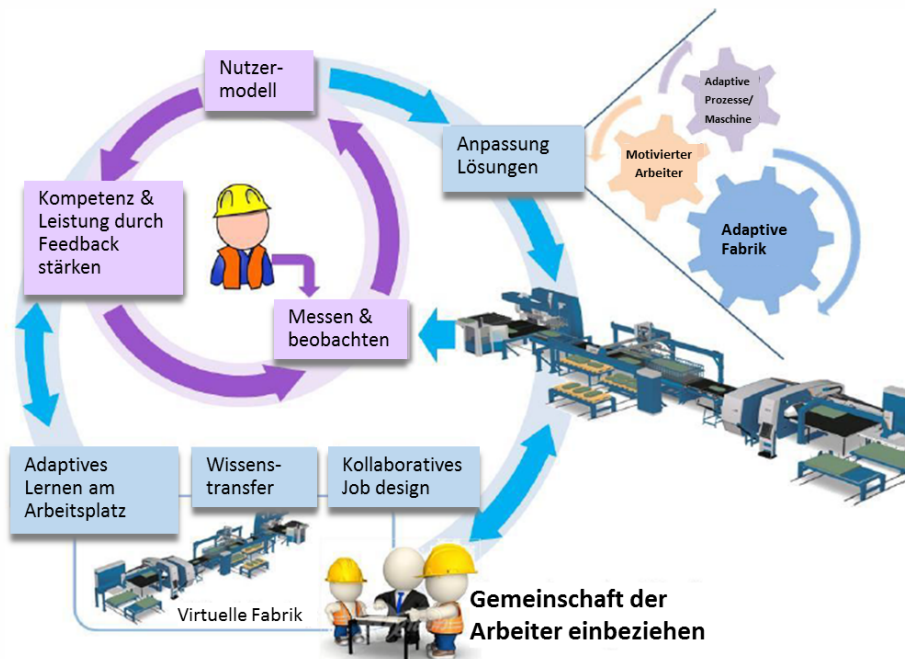 Nutzer-
modell
Adaptive
Prozesse/
Maschine
Anpassung
Lösungen
Motivierter
Arbeiter
Kompetenz &
Leistung durch
Feedback
stärken
Adaptive
Fabrik
Messen &
beobachten
Adaptives
Lernen am
Arbeitsplatz
Wissens-
transfer
Kollaboratives
Job design
Virtuelle Fabrik
Gemeinschaft der
Arbeiter einbeziehen